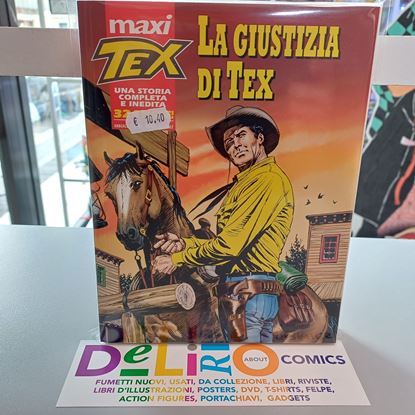 maxi
TEX
UNA STORIA
COMPLETA
E INEDITA
LA GIUSTIZIA
DI TEX
€ 10.40
DeLiRiO ABOUT COMICS
FUMETTI NUOVI, USATI, DA COLLEZIONE, LIBRI, RIVISTE,
LIBRI D'ILLUSTRAZIONI, POSTERS, DVD, T-SHIRTS, FELPE,
ACTION FIGURES, PORTACHIAVI, GADGETS